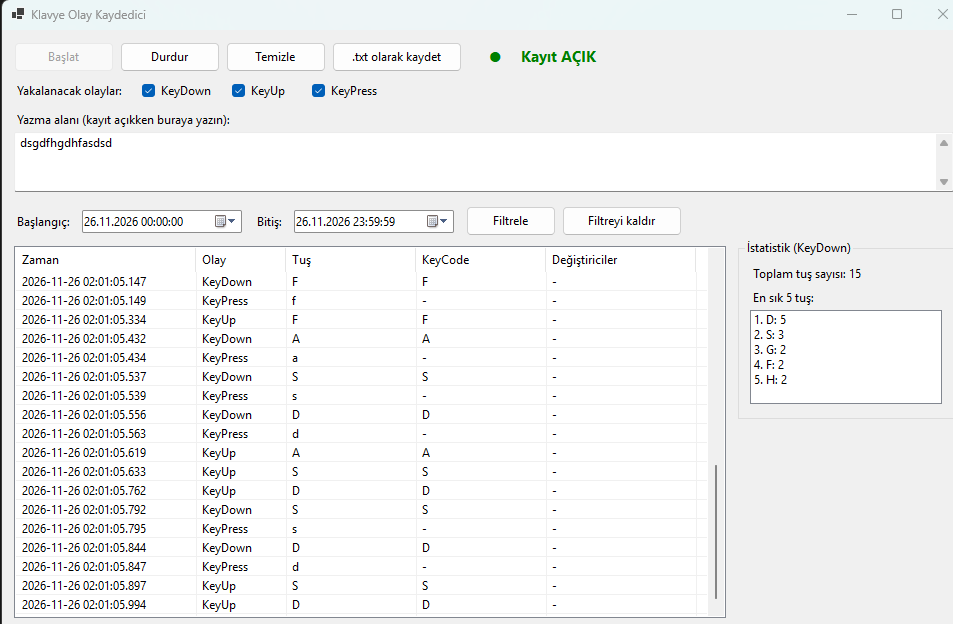 Klavye Olay Kaydedici
Başlat Durdur Temizle .txt olarak kaydet ● Kayıt AÇIK
Yakalanacak olaylar: KeyDown KeyUp KeyPress
Yazma alanı (kayıt açıkken buraya yazın):
dsgdfhgdhfasdsd
Başlangıç: 26.11.2026 00:00:00 Bitiş: 26.11.2026 23:59:59 Filtrele Filtreyi kaldır
Zaman Olay Tuş KeyCode Değiştiriciler
2026-11-26 02:01:05.147 KeyDown F F -
2026-11-26 02:01:05.149 KeyPress f - -
2026-11-26 02:01:05.334 KeyUp F F -
2026-11-26 02:01:05.432 KeyDown A A -
2026-11-26 02:01:05.434 KeyPress a - -
2026-11-26 02:01:05.537 KeyDown S S -
2026-11-26 02:01:05.539 KeyPress s - -
2026-11-26 02:01:05.556 KeyDown D D -
2026-11-26 02:01:05.563 KeyPress d - -
2026-11-26 02:01:05.619 KeyUp A A -
2026-11-26 02:01:05.633 KeyUp S S -
2026-11-26 02:01:05.762 KeyUp D D -
2026-11-26 02:01:05.792 KeyDown S S -
2026-11-26 02:01:05.795 KeyPress s - -
2026-11-26 02:01:05.844 KeyDown D D -
2026-11-26 02:01:05.847 KeyPress d - -
2026-11-26 02:01:05.897 KeyUp S S -
2026-11-26 02:01:05.994 KeyUp D D -
İstatistik (KeyDown)
Toplam tuş sayısı: 15
En sık 5 tuş:
1. D: 5
2. S: 3
3. G: 2
4. F: 2
5. H: 2